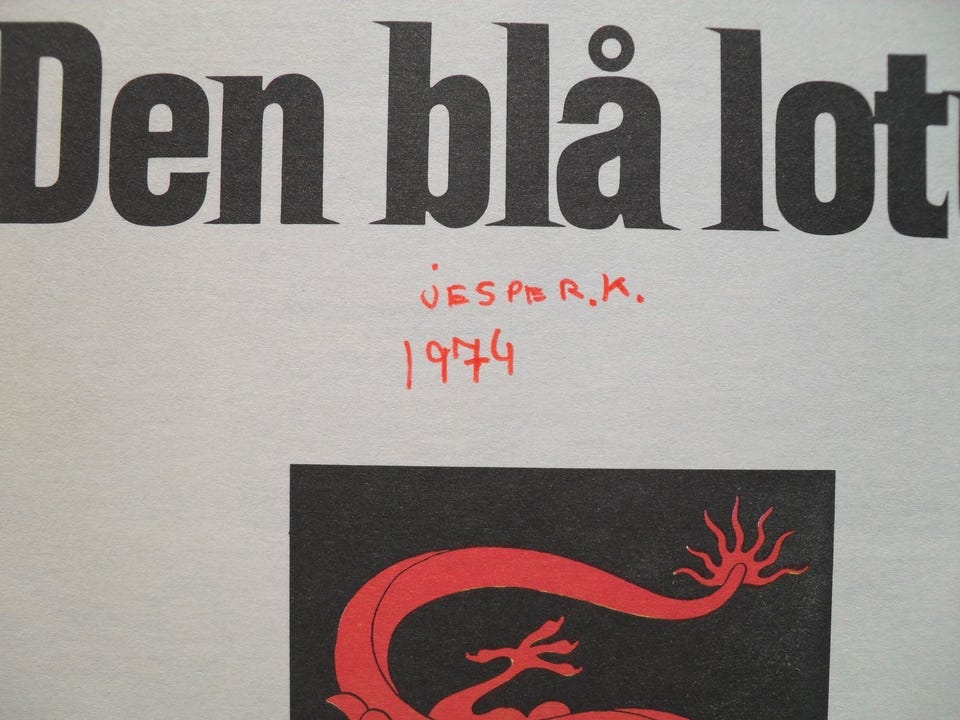 Den blå lot
JESPER.K.
1974